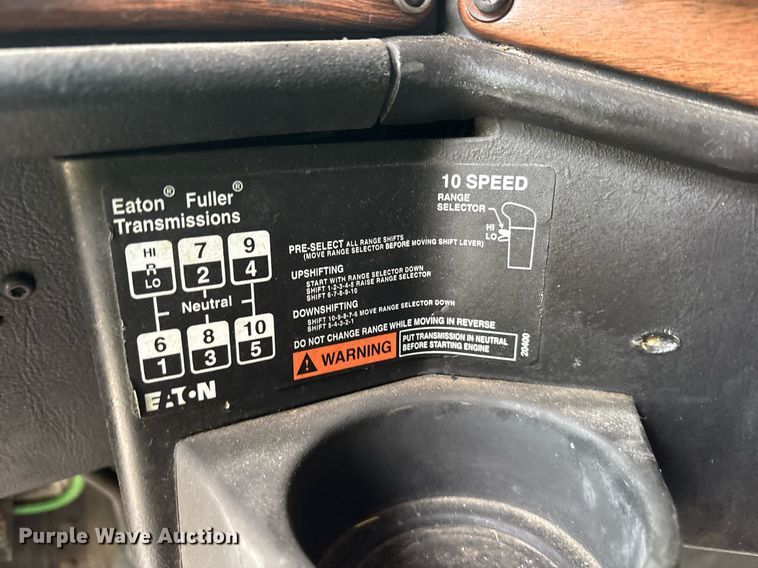 Eaton® Fuller®
Transmissions
HI
R
LO
7
2
9
4
Neutral
6
1
8
3
10
5
EATON
10 SPEED
RANGE
SELECTOR
HI
LO
PRE-SELECT ALL RANGE SHIFTS
(MOVE RANGE SELECTOR BEFORE MOVING SHIFT LEVER)
UPSHIFTING
START WITH RANGE SELECTOR DOWN
SHIFT 1-2-3-4-5 RAISE RANGE SELECTOR
SHIFT 6-7-8-9-10
DOWNSHIFTING
SHIFT 10-9-8-7-6 MOVE RANGE SELECTOR DOWN
SHIFT 5-4-3-2-1
DO NOT CHANGE RANGE WHILE MOVING IN REVERSE
WARNING
PUT TRANSMISSION IN NEUTRAL
BEFORE STARTING ENGINE
20400
Purple Wave Auction